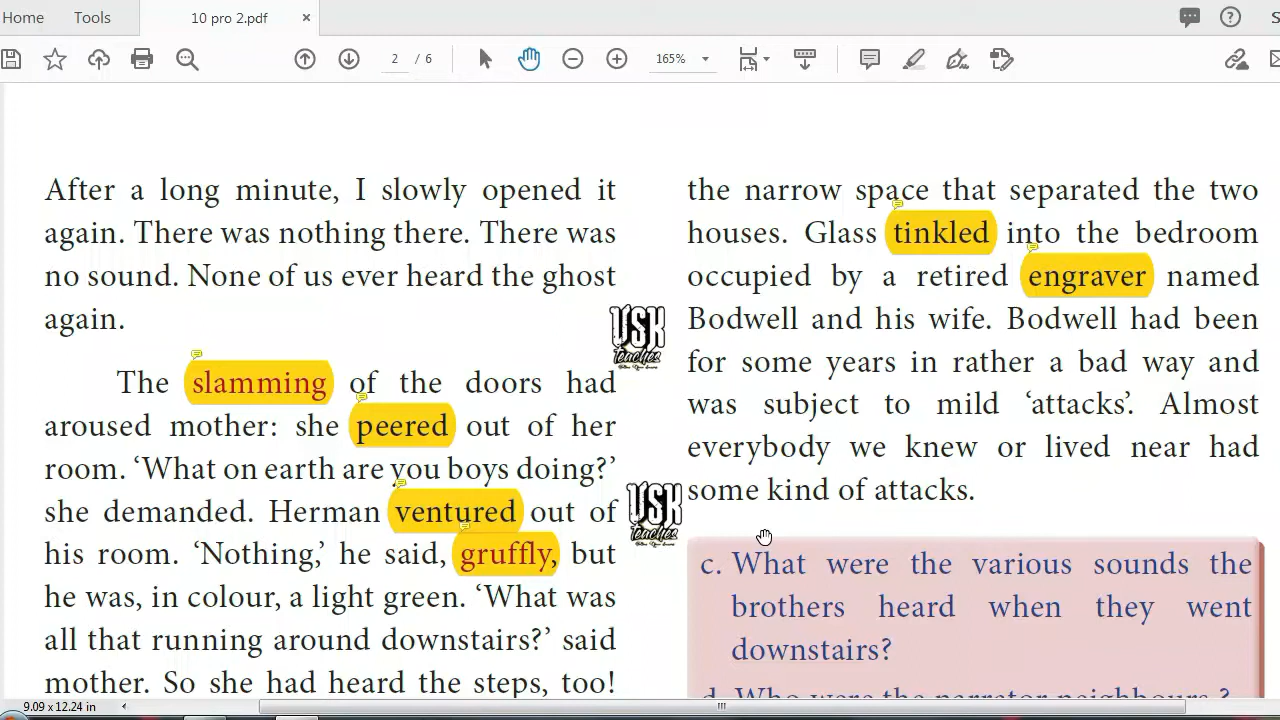 Home Tools 10 pro 2.pdf ×
2 / 6 165%
After a long minute, I slowly opened it
again. There was nothing there. There was
no sound. None of us ever heard the ghost
again.
The slamming of the doors had
aroused mother: she peered out of her
room. ‘What on earth are you boys doing?’
she demanded. Herman ventured out of
his room. ‘Nothing,’ he said, gruffly, but
he was, in colour, a light green. ‘What was
all that running around downstairs?’ said
mother. So she had heard the steps, too!
VSK
teaches
VSK
teaches
the narrow space that separated the two
houses. Glass tinkled into the bedroom
occupied by a retired engraver named
Bodwell and his wife. Bodwell had been
for some years in rather a bad way and
was subject to mild ‘attacks’. Almost
everybody we knew or lived near had
some kind of attacks.
c. What were the various sounds the
brothers heard when they went
downstairs?
d. Who were the narrator neighbours ?
9.09 x 12.24 in